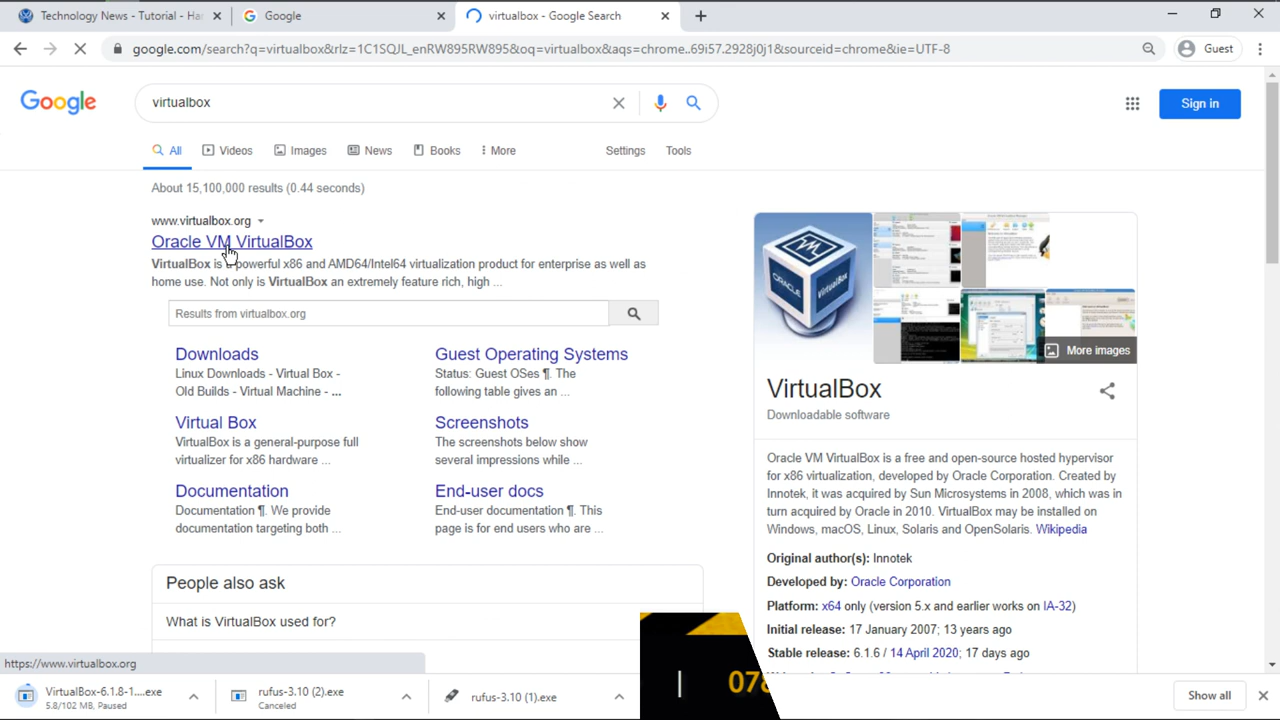 Technology News - Tutorial - Ha
Google
virtualbox - Google Search
google.com/search?q=virtualbox&rlz=1C1SQJL_enRW895RW895&oq=virtualbox&aqs=chrome..69i57.2928j0j1&sourceid=chrome&ie=UTF-8
Guest
Google
virtualbox
Sign in
All
Videos
Images
News
Books
More
Settings
Tools
About 15,100,000 results (0.44 seconds)
www.virtualbox.org
Oracle VM VirtualBox
VirtualBox is a powerful x86 and AMD64/Intel64 virtualization product for enterprise as well as
home use. Not only is VirtualBox an extremely feature rich, high ...
Results from virtualbox.org
Downloads
Linux Downloads - Virtual Box -
Old Builds - Virtual Machine - ...
Guest Operating Systems
Status: Guest OSes ¶. The
following table gives an ...
Virtual Box
VirtualBox is a general-purpose full
virtualizer for x86 hardware ...
Screenshots
The screenshots below show
several impressions while ...
Documentation
Documentation ¶. We provide
documentation targeting both ...
End-user docs
End-user documentation ¶. This
page is for end users who are ...
People also ask
What is VirtualBox used for?
ORACLE
VirtualBox
More images
VirtualBox
Downloadable software
Oracle VM VirtualBox is a free and open-source hosted hypervisor
for x86 virtualization, developed by Oracle Corporation. Created by
Innotek, it was acquired by Sun Microsystems in 2008, which was in
turn acquired by Oracle in 2010. VirtualBox may be installed on
Windows, macOS, Linux, Solaris and OpenSolaris. Wikipedia
Original author(s): Innotek
Developed by: Oracle Corporation
Platform: x64 only (version 5.x and earlier works on IA-32)
Initial release: 17 January 2007; 13 years ago
Stable release: 6.1.6 / 14 April 2020; 17 days ago
https://www.virtualbox.org
VirtualBox-6.1.8-1....exe
5.8/102 MB, Paused
rufus-3.10 (2).exe
Canceled
rufus-3.10 (1).exe
078
Show all